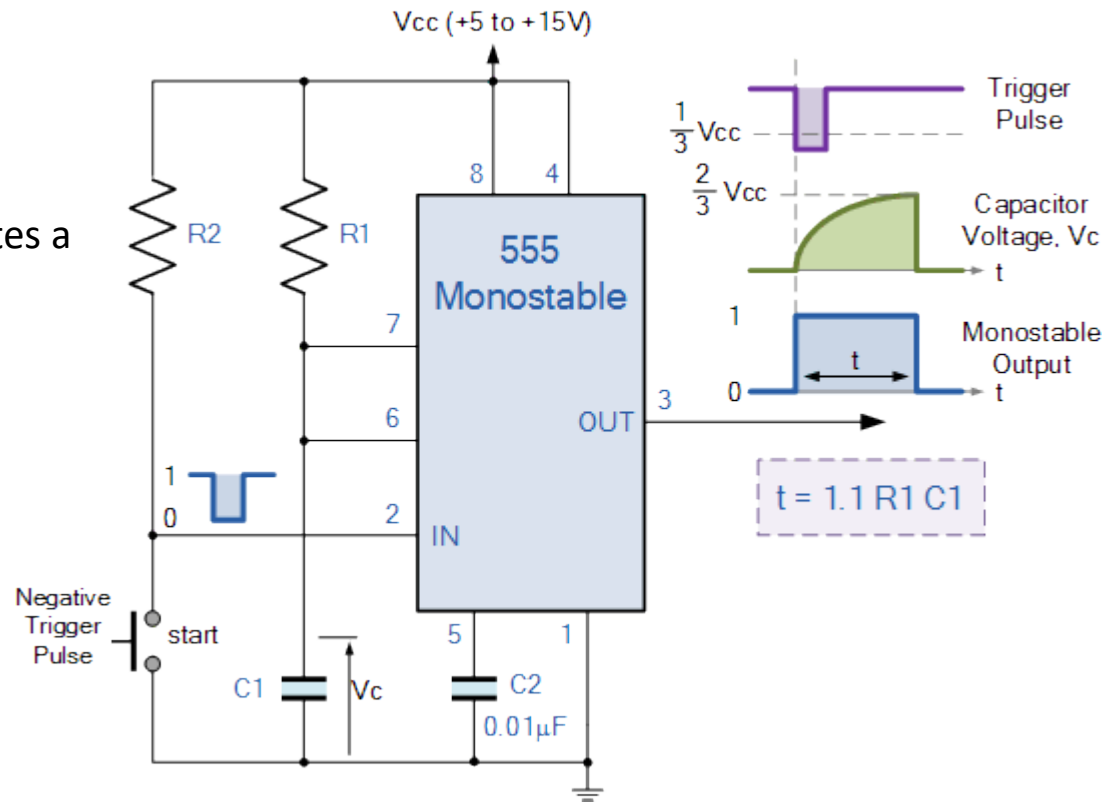 Vcc (+5 to +15V)
Trigger
Pulse
1/3 Vcc
2/3 Vcc
8
4
R2
R1
tes a
555
Monostable
Capacitor
Voltage, Vc
t
7
1
Monostable
Output
t
0
t
6
3
OUT
1
0
2
IN
t = 1.1 R1 C1
Negative
Trigger
Pulse
start
5
1
C1
Vc
C2
0.01µF